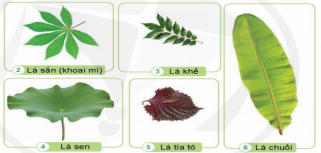 2 Lá sắn (khoai mì)
3 Lá khế
4 Lá sen
5 Lá tía tô
6 Lá chuối